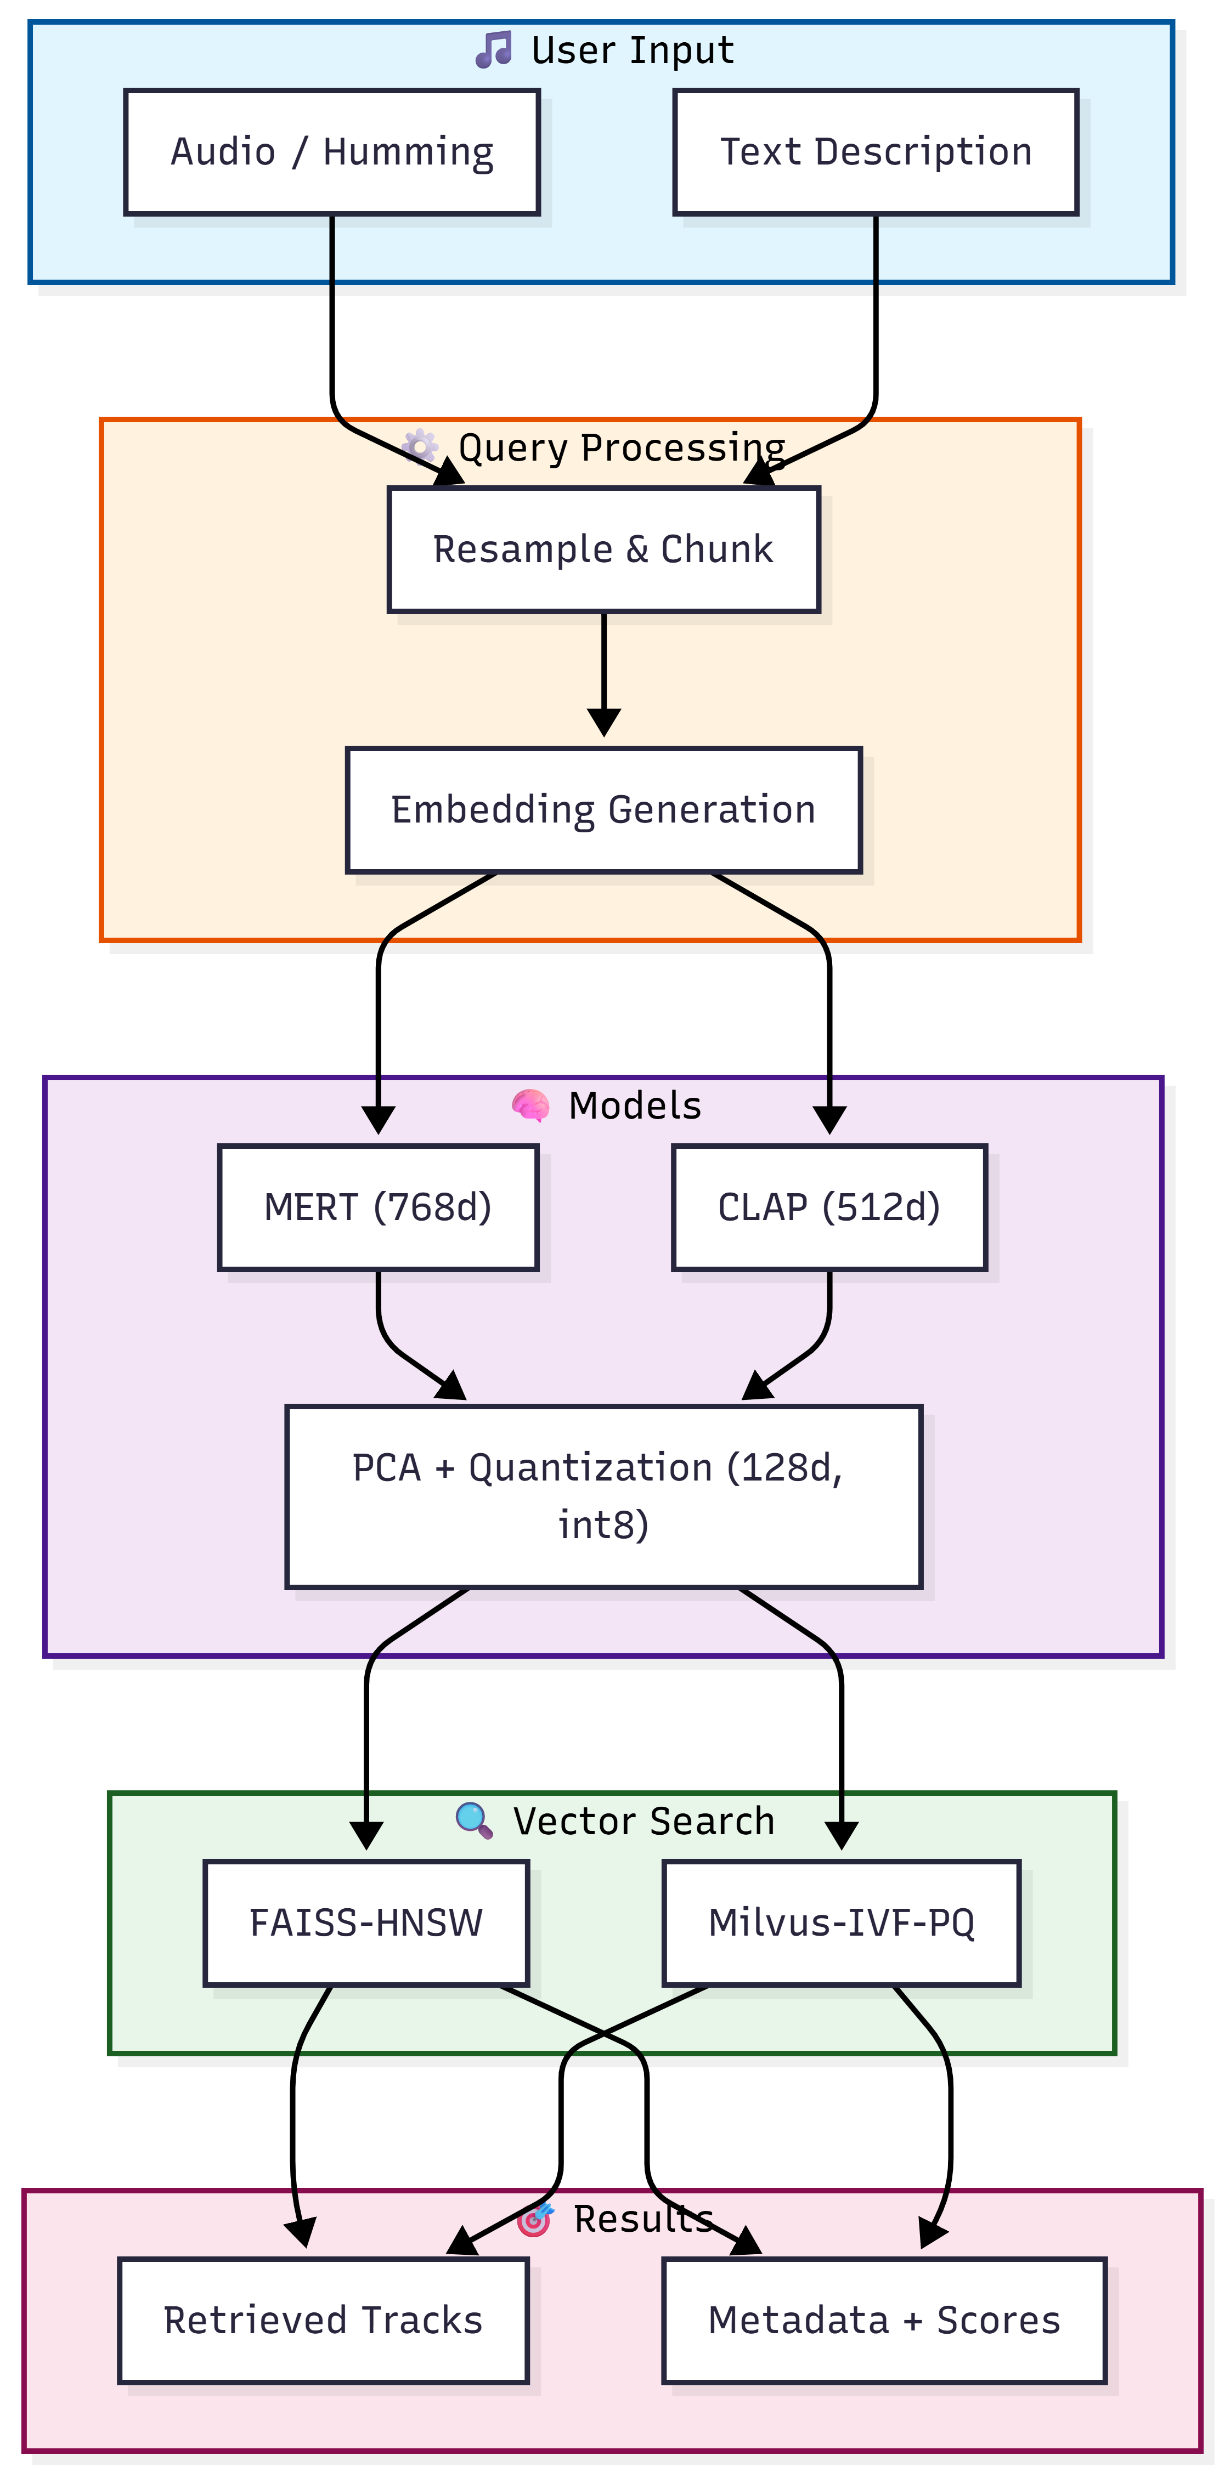 User Input
Audio / Humming
Text Description
Query Processing
Resample & Chunk
Embedding Generation
Models
MERT (768d)
CLAP (512d)
PCA + Quantization (128d,
int8)
Vector Search
FAISS-HNSW
Milvus-IVF-PQ
Results
Retrieved Tracks
Metadata + Scores